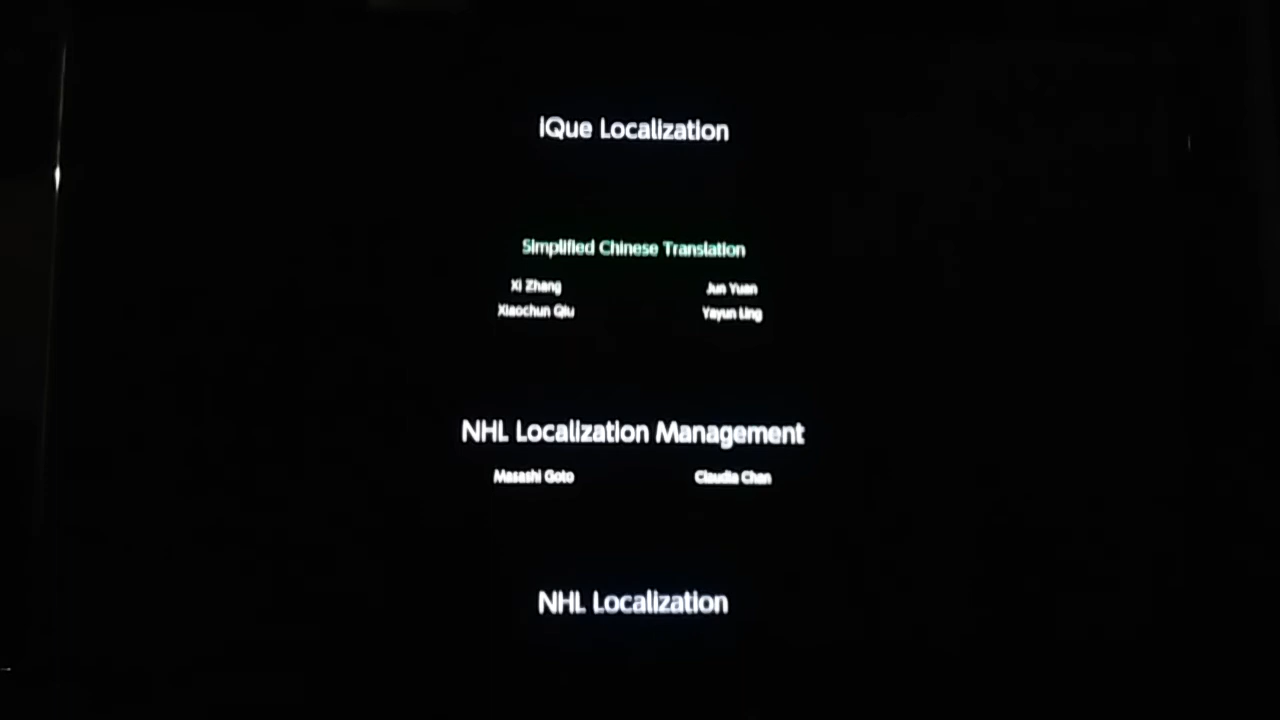 iQue Localization
Simplified Chinese Translation
Xi Zhang Jun Yuan
Xiaochun Qiu Yayun Ling
NHL Localization Management
Masashi Goto Claudia Chan
NHL Localization